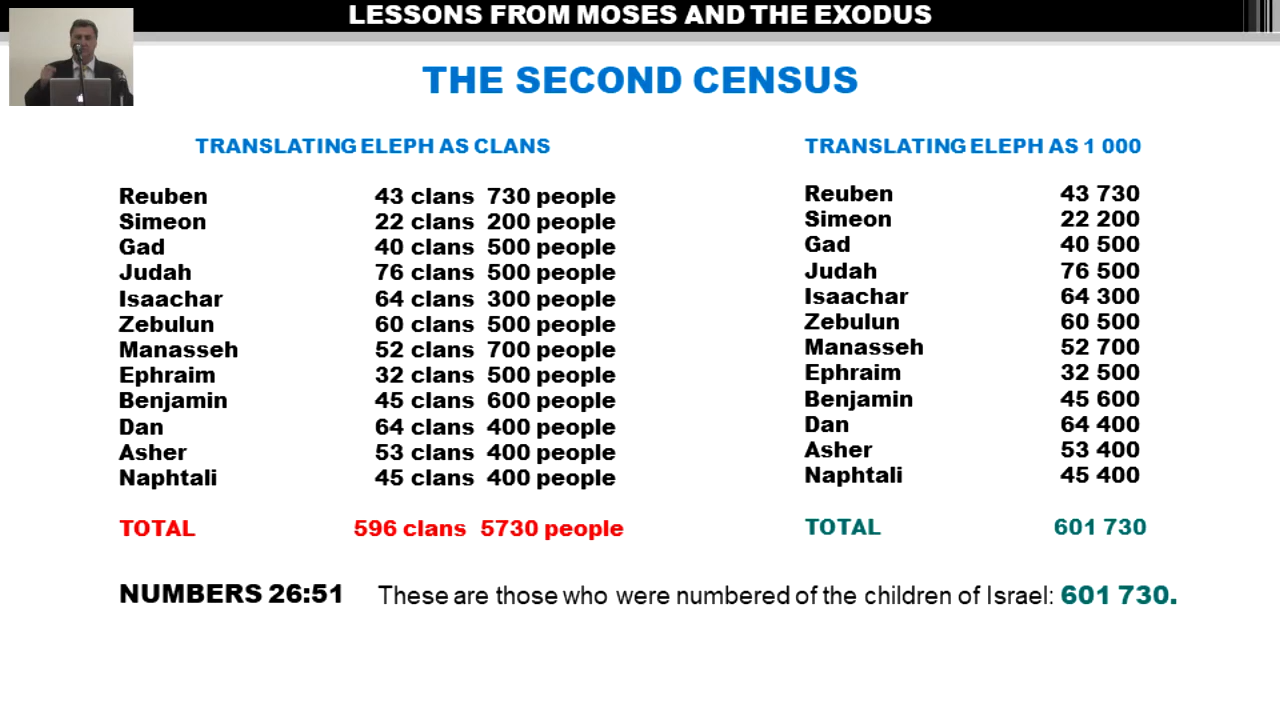 LESSONS FROM MOSES AND THE EXODUS
THE SECOND CENSUS
TRANSLATING ELEPH AS CLANS
Reuben 43 clans 730 people
Simeon 22 clans 200 people
Gad 40 clans 500 people
Judah 76 clans 500 people
Isaachar 64 clans 300 people
Zebulun 60 clans 500 people
Manasseh 52 clans 700 people
Ephraim 32 clans 500 people
Benjamin 45 clans 600 people
Dan 64 clans 400 people
Asher 53 clans 400 people
Naphtali 45 clans 400 people
TOTAL 596 clans 5730 people
TRANSLATING ELEPH AS 1 000
Reuben 43 730
Simeon 22 200
Gad 40 500
Judah 76 500
Isaachar 64 300
Zebulun 60 500
Manasseh 52 700
Ephraim 32 500
Benjamin 45 600
Dan 64 400
Asher 53 400
Naphtali 45 400
TOTAL 601 730
NUMBERS 26:51 These are those who were numbered of the children of Israel: 601 730.